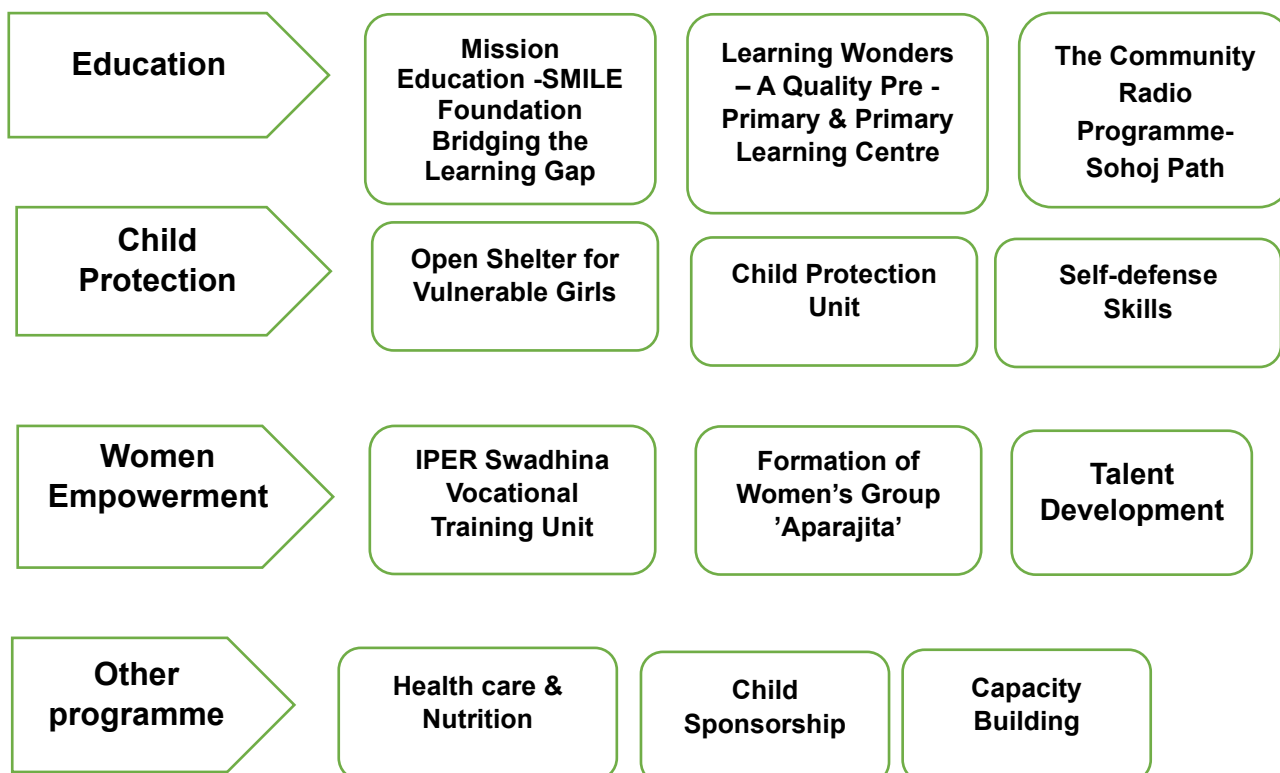 Education
Mission
Education -SMILE
Foundation
Bridging the
Learning Gap
Learning Wonders
– A Quality Pre -
Primary & Primary
Learning Centre
The Community
Radio
Programme-
Sohoj Path
Child
Protection
Open Shelter for
Vulnerable Girls
Child Protection
Unit
Self-defense
Skills
Women
Empowerment
IPER Swadhina
Vocational
Training Unit
Formation of
Women’s Group
’Aparajita’
Talent
Development
Other
programme
Health care &
Nutrition
Child
Sponsorship
Capacity
Building